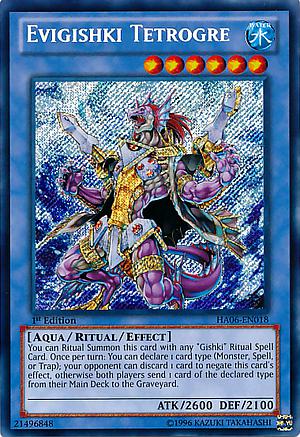 EVIGISHKI TETROGRE
WATER
水
1st Edition
HA06-EN018
[AQUA / RITUAL / EFFECT]
You can Ritual Summon this card with any "Gishki" Ritual Spell
Card. Once per turn: You can declare 1 card type (Monster, Spell,
or Trap); your opponent can discard 1 card to negate this card's
effect, otherwise both players send 1 card of the declared type
from their Main Deck to the Graveyard.
ATK/2600 DEF/2100
21496848
©1996 KAZUKI TAKAHASHI